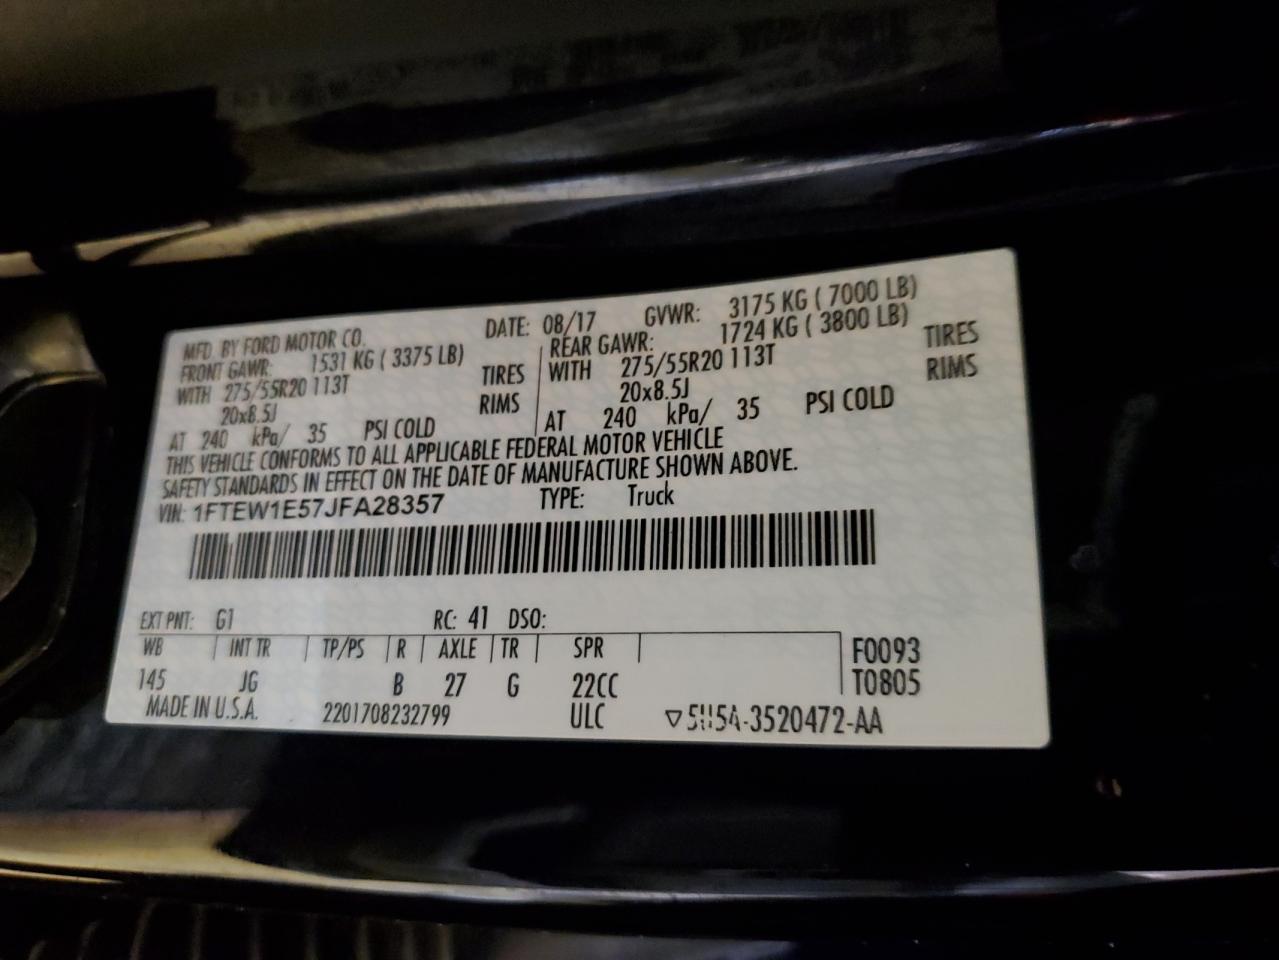 MFD. BY FORD MOTOR CO. DATE: 08/17 GVWR: 3175 KG ( 7000 LB)
FRONT GAWR: 1531 KG ( 3375 LB) REAR GAWR: 1724 KG ( 3800 LB)
WITH 275/55R20 113T TIRES WITH 275/55R20 113T TIRES
20x8.5J RIMS 20x8.5J RIMS
AT 240 kPa/ 35 PSI COLD AT 240 kPa/ 35 PSI COLD
THIS VEHICLE CONFORMS TO ALL APPLICABLE FEDERAL MOTOR VEHICLE
SAFETY STANDARDS IN EFFECT ON THE DATE OF MANUFACTURE SHOWN ABOVE.
VIN: 1FTEW1E57JFA28357 TYPE: Truck
EXT PNT: G1 RC: 41 DSO:
WB INT TR TP/PS R AXLE TR SPR F0093
145 JG B 27 G 22CC T0805
MADE IN U.S.A. 2201708232799 ULC ▽ -3520472-AA